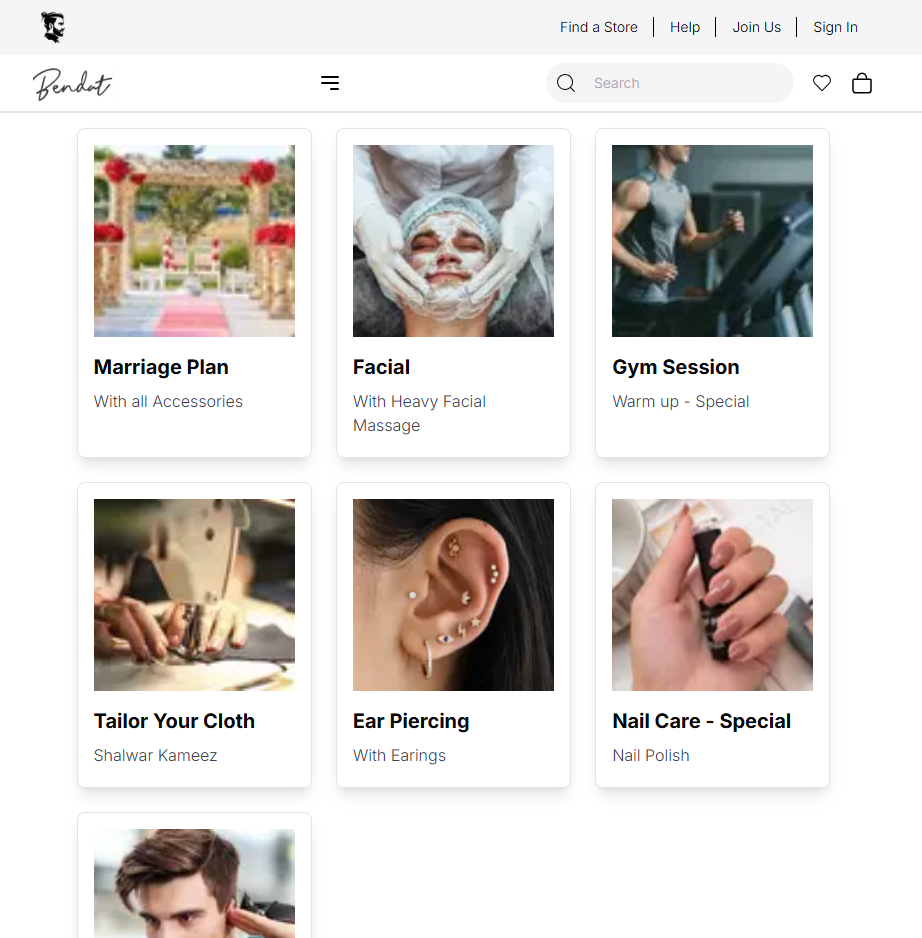 Find a Store
Help
Join Us
Sign In
Bendat
Search
Marriage Plan
With all Accessories
Facial
With Heavy Facial
Massage
Gym Session
Warm up - Special
Tailor Your Cloth
Shalwar Kameez
Ear Piercing
With Earings
Nail Care - Special
Nail Polish